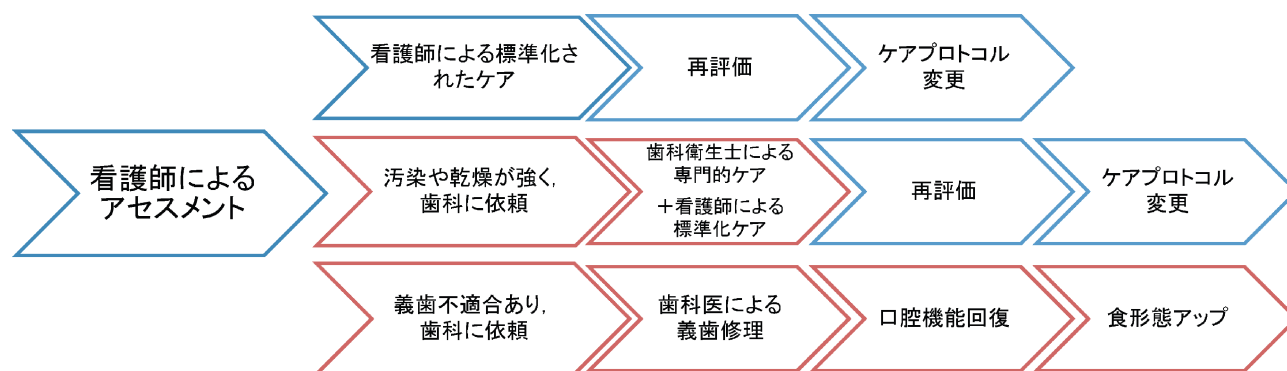 看護師による
アセスメント
看護師による標準化さ
れたケア
再評価
ケアプロトコル
変更
汚染や乾燥が強く，
歯科に依頼
歯科衛生士による
専門的ケア
＋看護師による
標準化ケア
再評価
ケアプロトコル
変更
義歯不適合あり，
歯科に依頼
歯科医による
義歯修理
口腔機能回復
食形態アップ